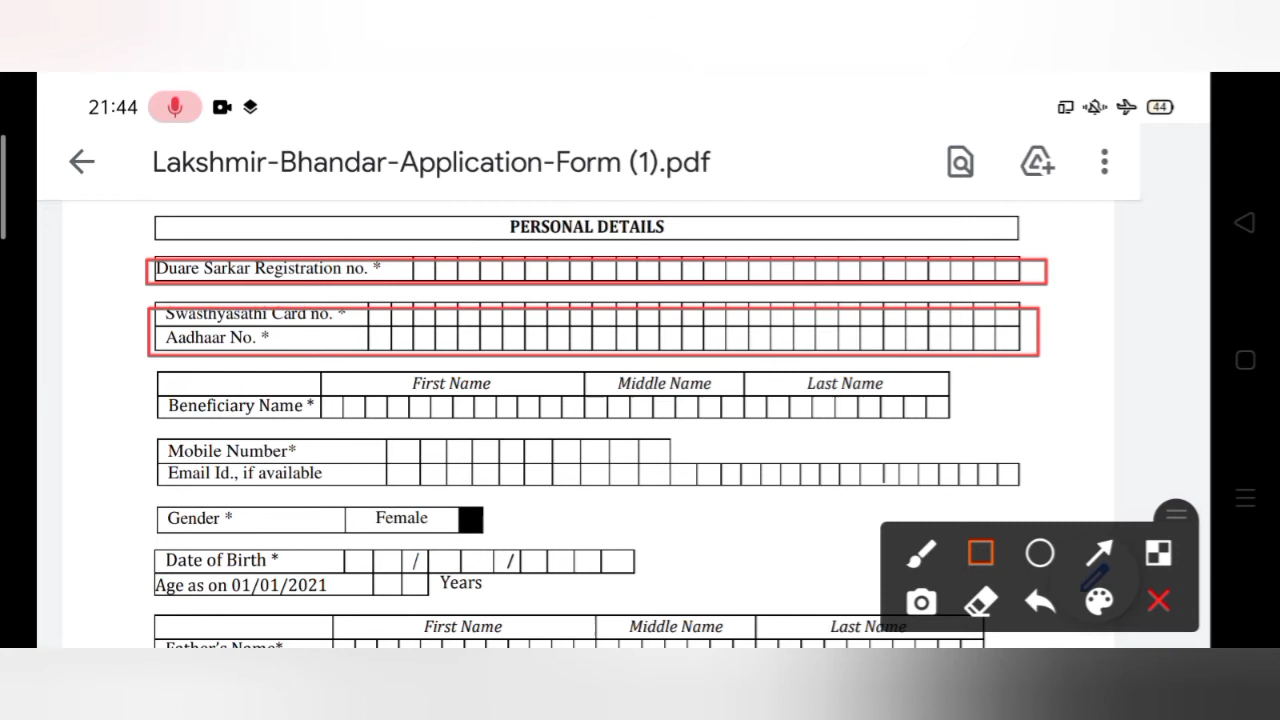 21:44
44
Lakshmir-Bhandar-Application-Form (1).pdf
PERSONAL DETAILS
Duare Sarkar Registration no. *
Swasthyasathi Card no. *
Aadhaar No. *
First Name Middle Name Last Name
Beneficiary Name *
Mobile Number*
Email Id., if available
Gender * Female
Date of Birth * / /
Age as on 01/01/2021 Years
First Name Middle Name Last Name
Father's Name*